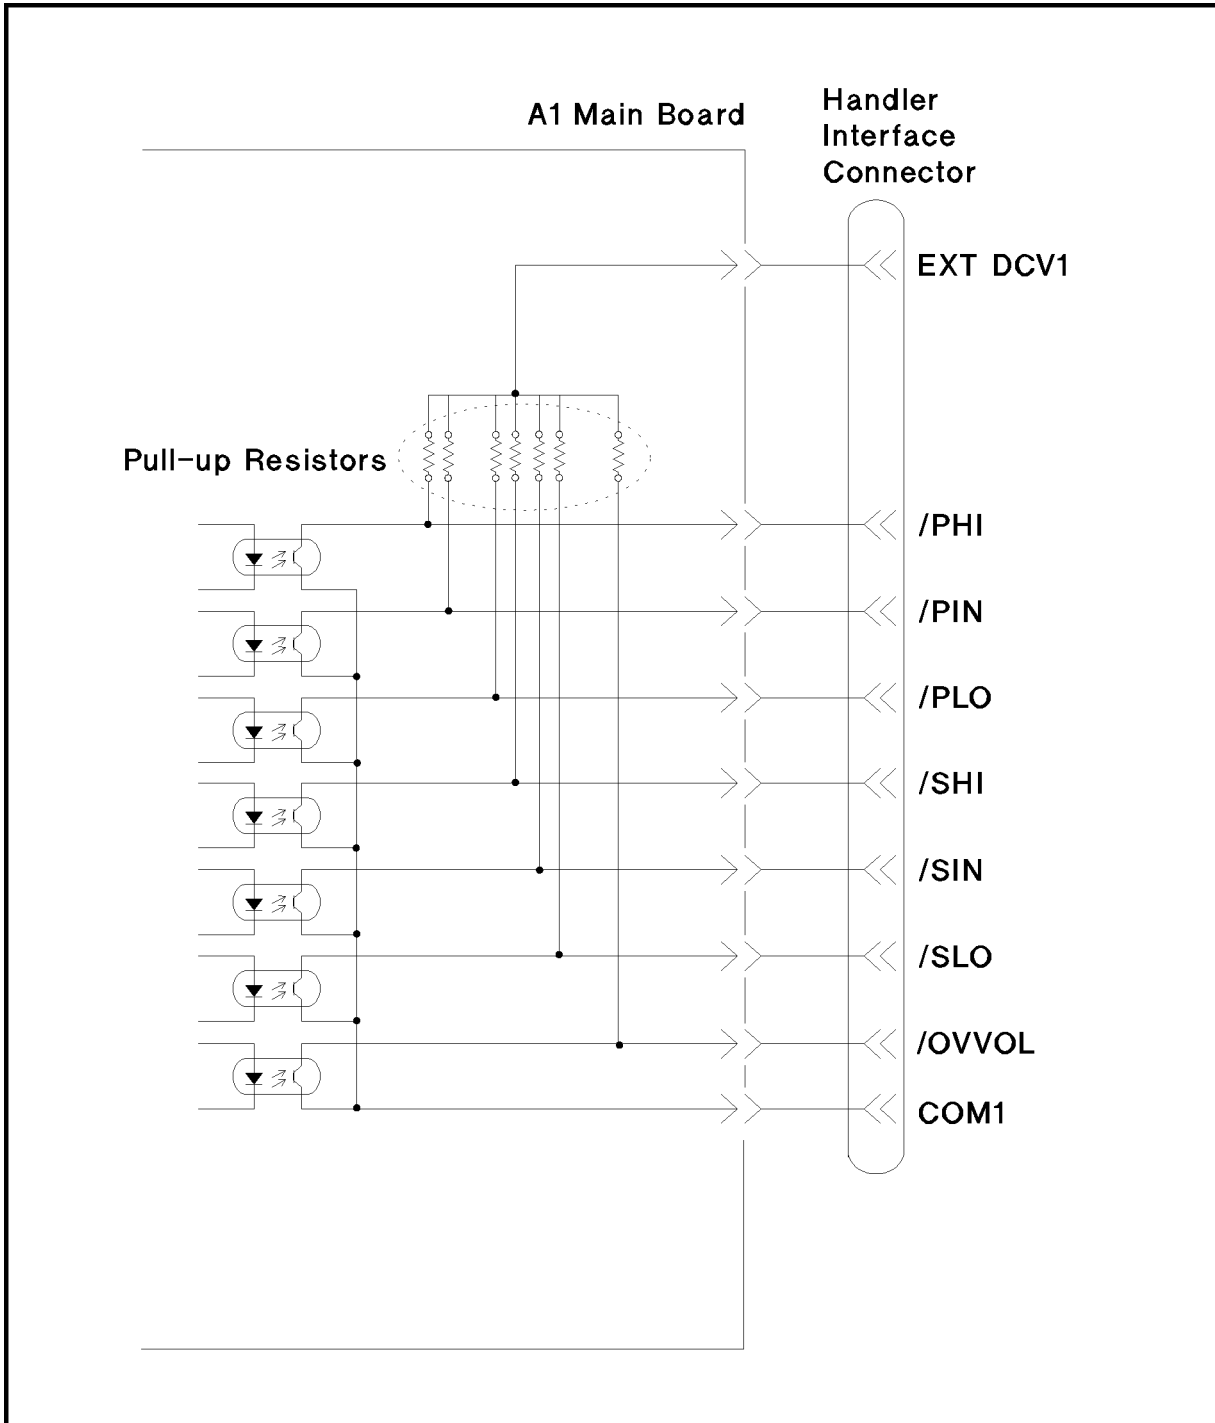 A1 Main Board
Handler
Interface
Connector
EXT DCV1
Pull-up Resistors
/PHI
/PIN
/PLO
/SHI
/SIN
/SLO
/OVVOL
COM1